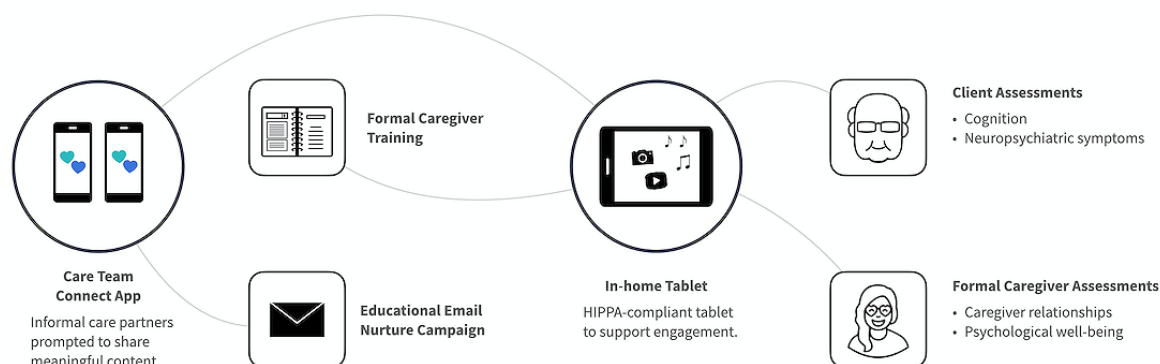 Care Team
Connect App
Informal care partners
prompted to share
meaningful content
Formal Caregiver
Training
Educational Email
Nurture Campaign
In-home Tablet
HIPPA-compliant tablet
to support engagement.
Client Assessments
• Cognition
• Neuropsychiatric symptoms
Formal Caregiver Assessments
• Caregiver relationships
• Psychological well-being